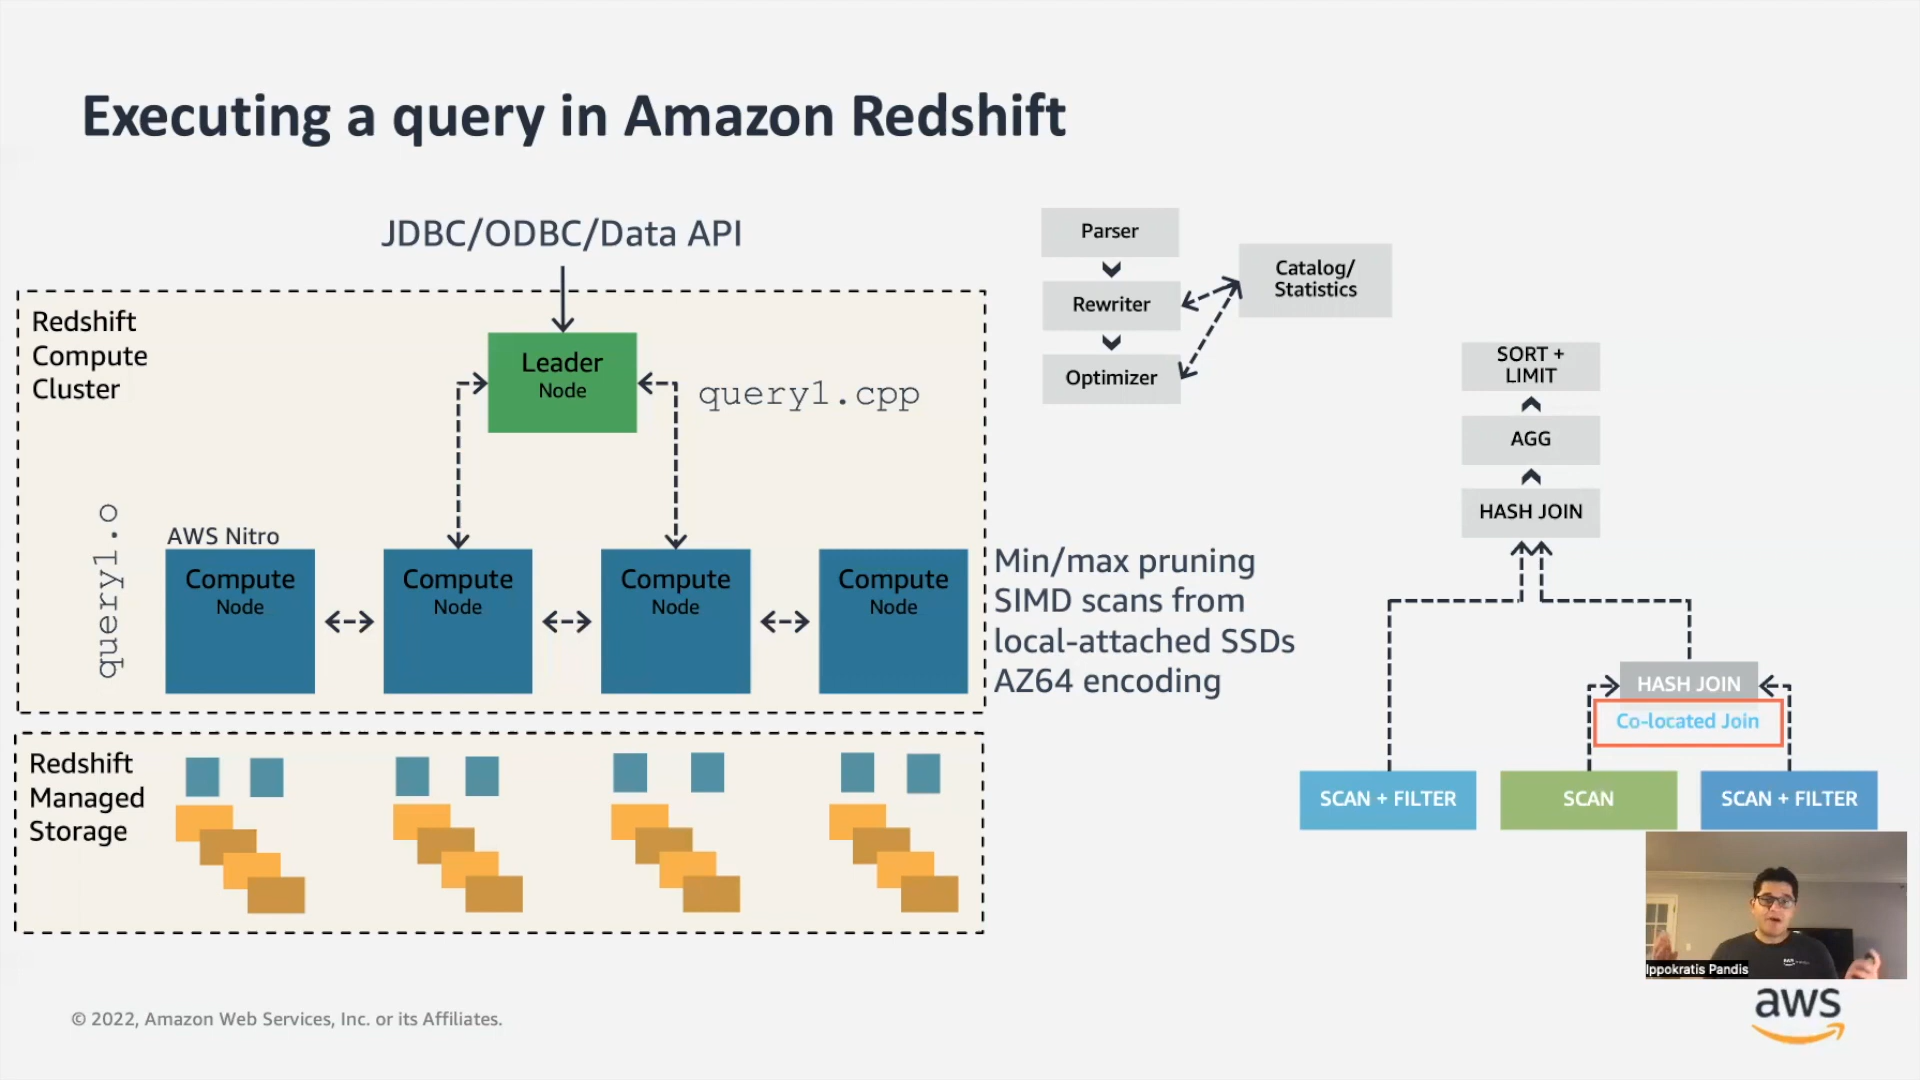 Executing a query in Amazon Redshift
JDBC/ODBC/Data API
Redshift
Compute
Cluster
Leader
Node
query1.cpp
query1.o
AWS Nitro
Compute
Node
Compute
Node
Compute
Node
Compute
Node
Min/max pruning
SIMD scans from
local-attached SSDs
AZ64 encoding
Redshift
Managed
Storage
Parser
Rewriter
Optimizer
Catalog/
Statistics
SORT +
LIMIT
AGG
HASH JOIN
HASH JOIN
Co-located Join
SCAN + FILTER
SCAN
SCAN + FILTER
Ippokratis Pandis
aws
© 2022, Amazon Web Services, Inc. or its Affiliates.